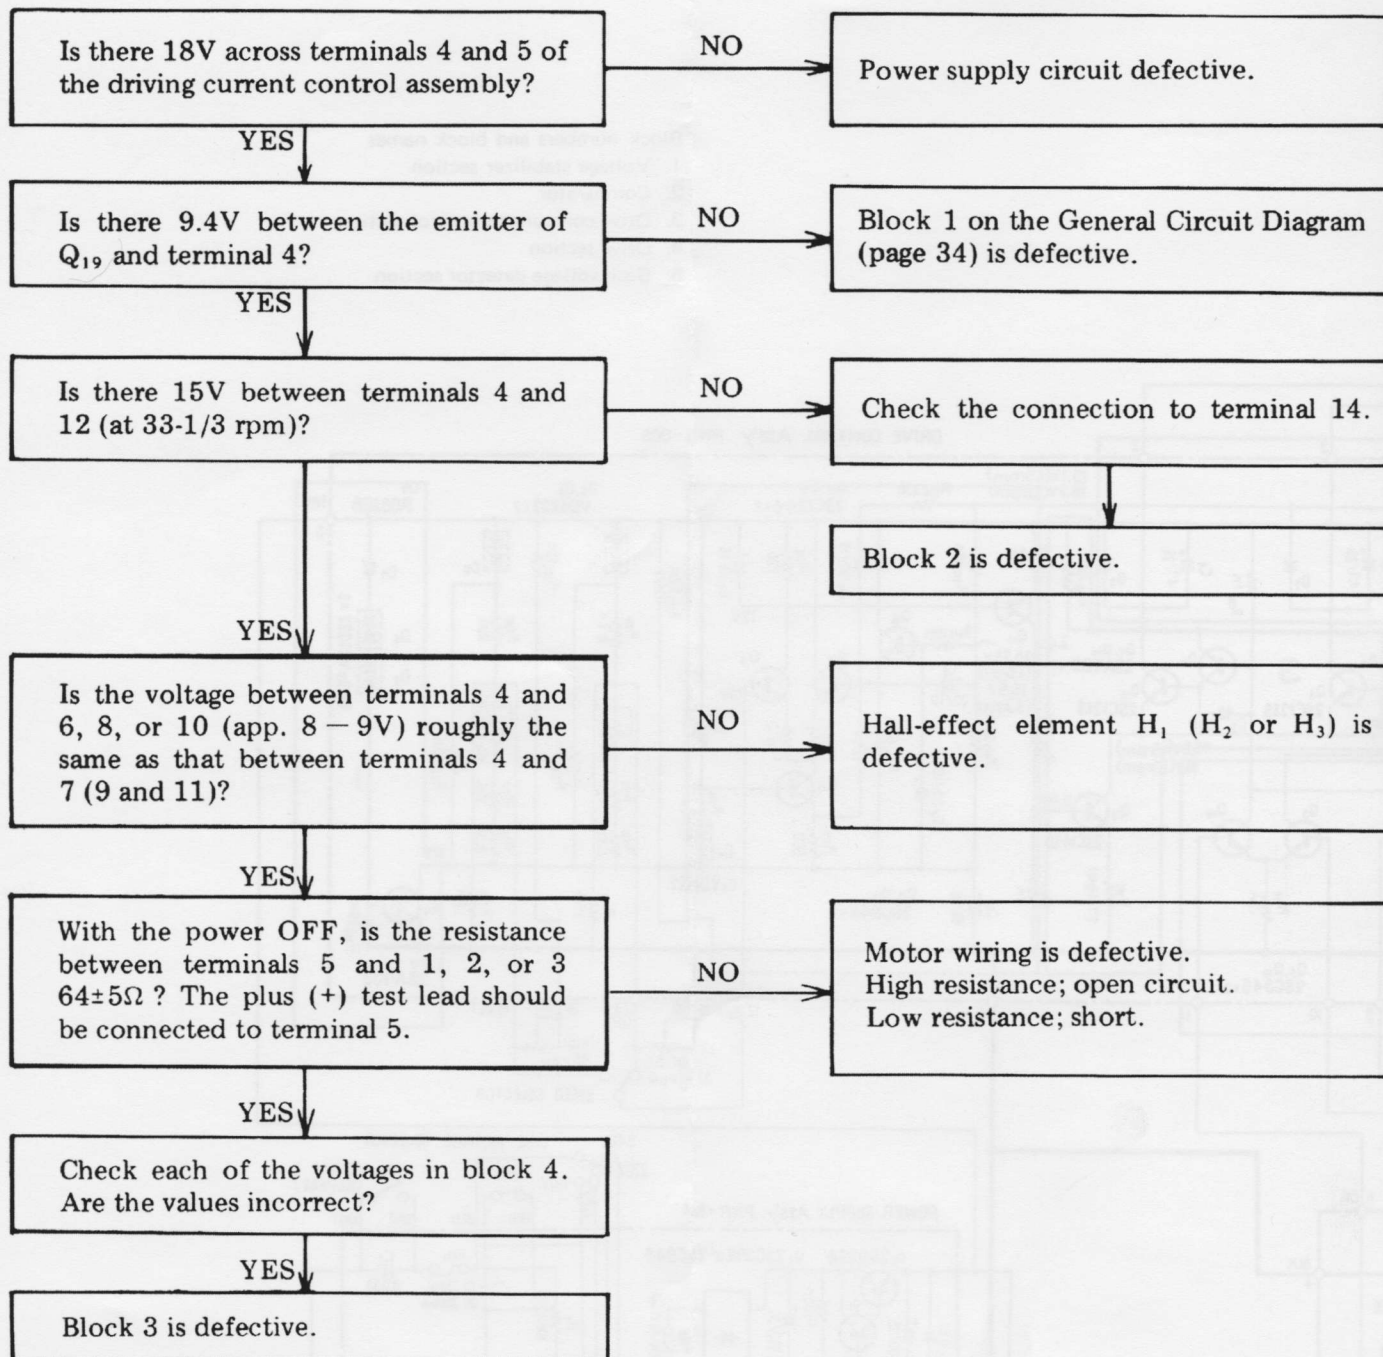 Is there 18V across terminals 4 and 5 of
the driving current control assembly?
NO
Power supply circuit defective.
YES
Is there 9.4V between the emitter of
Q₁₉ and terminal 4?
NO
Block 1 on the General Circuit Diagram
(page 34) is defective.
YES
Is there 15V between terminals 4 and
12 (at 33-1/3 rpm)?
NO
Check the connection to terminal 14.
Block 2 is defective.
YES
Is the voltage between terminals 4 and
6, 8, or 10 (app. 8 – 9V) roughly the
same as that between terminals 4 and
7 (9 and 11)?
NO
Hall-effect element H₁ (H₂ or H₃) is
defective.
YES
With the power OFF, is the resistance
between terminals 5 and 1, 2, or 3
64±5Ω ? The plus (+) test lead should
be connected to terminal 5.
NO
Motor wiring is defective.
High resistance; open circuit.
Low resistance; short.
YES
Check each of the voltages in block 4.
Are the values incorrect?
YES
Block 3 is defective.